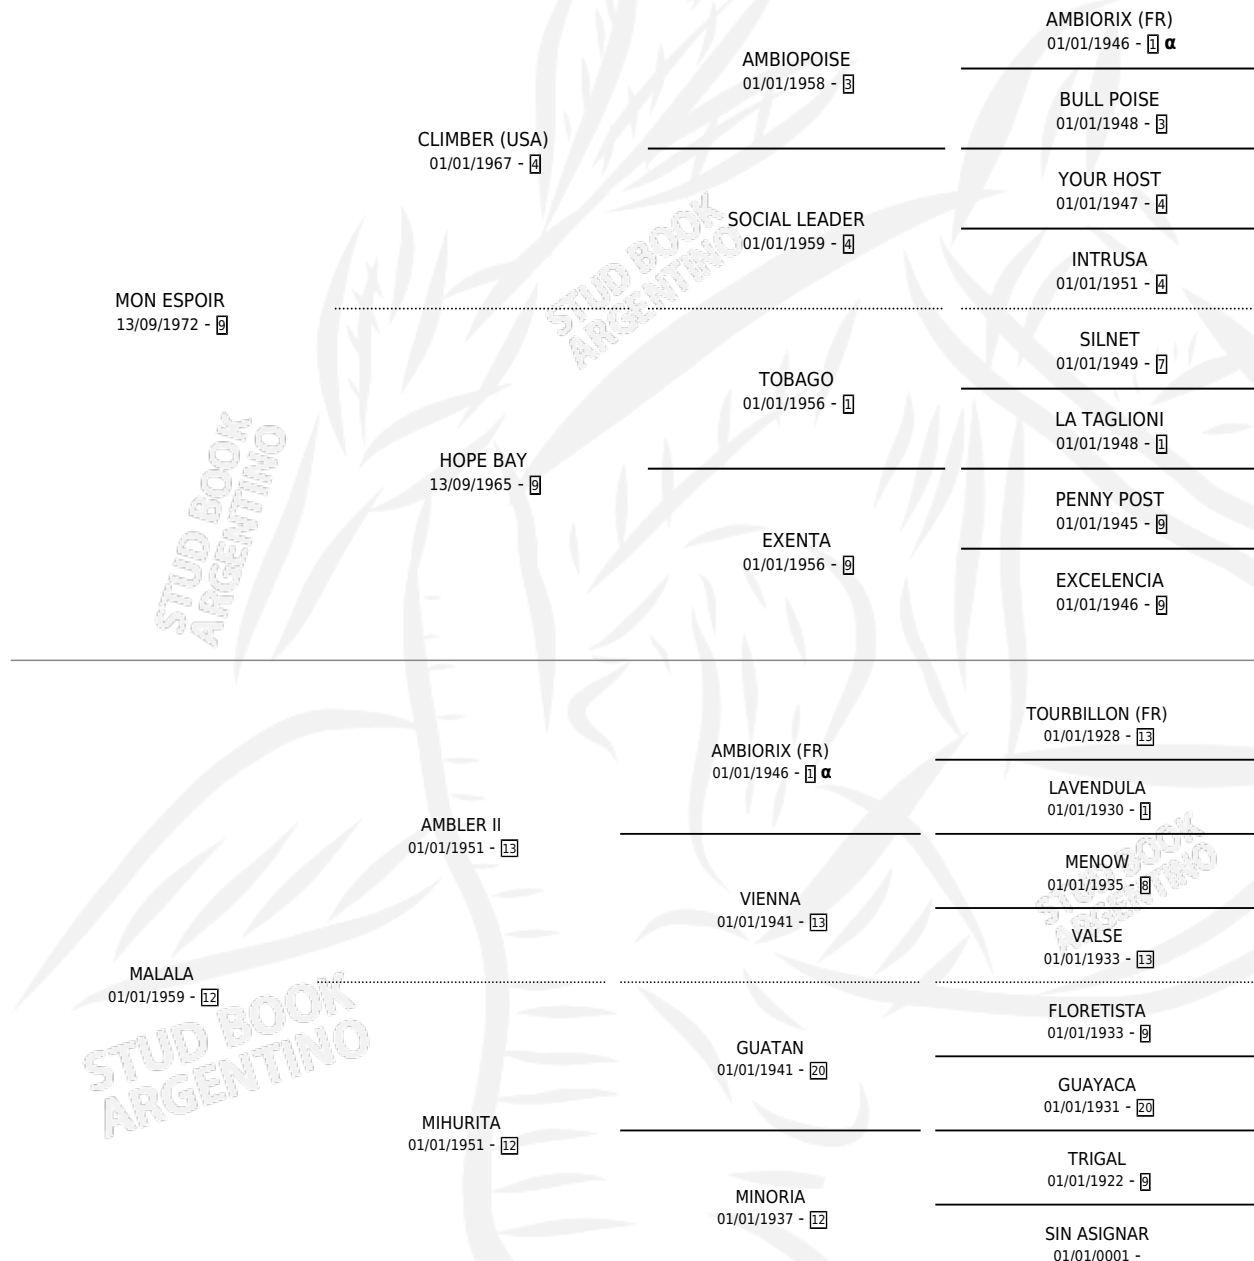 AMBIORIX (FR)
01/01/1946 - 1 α
AMBIOPOISE
01/01/1958 - 3
BULL POISE
01/01/1948 - 3
CLIMBER (USA)
01/01/1967 - 4
YOUR HOST
01/01/1947 - 4
SOCIAL LEADER
01/01/1959 - 4
INTRUSA
01/01/1951 - 4
MON ESPOIR
13/09/1972 - 9
SILNET
01/01/1949 - 7
TOBAGO
01/01/1956 - 1
LA TAGLIONI
01/01/1948 - 1
HOPE BAY
13/09/1965 - 9
PENNY POST
01/01/1945 - 9
EXENTA
01/01/1956 - 9
EXCELENCIA
01/01/1946 - 9
STUD BOOK
ARGENTINO
STUD BOOK
ARGENTINO
TOURBILLON (FR)
01/01/1928 - 13
AMBIORIX (FR)
01/01/1946 - 1 α
LAVENDULA
01/01/1930 - 1
AMBLER II
01/01/1951 - 13
MENOW
01/01/1935 - 8
VIENNA
01/01/1941 - 13
VALSE
01/01/1933 - 13
MALALA
01/01/1959 - 12
FLORETISTA
01/01/1933 - 9
GUATAN
01/01/1941 - 20
GUAYACA
01/01/1931 - 20
MIHURITA
01/01/1951 - 12
TRIGAL
01/01/1922 - 9
MINORIA
01/01/1937 - 12
SIN ASIGNAR
01/01/0001 -
STUD BOOK
ARGENTINO
STUD BOOK
ARGENTINO